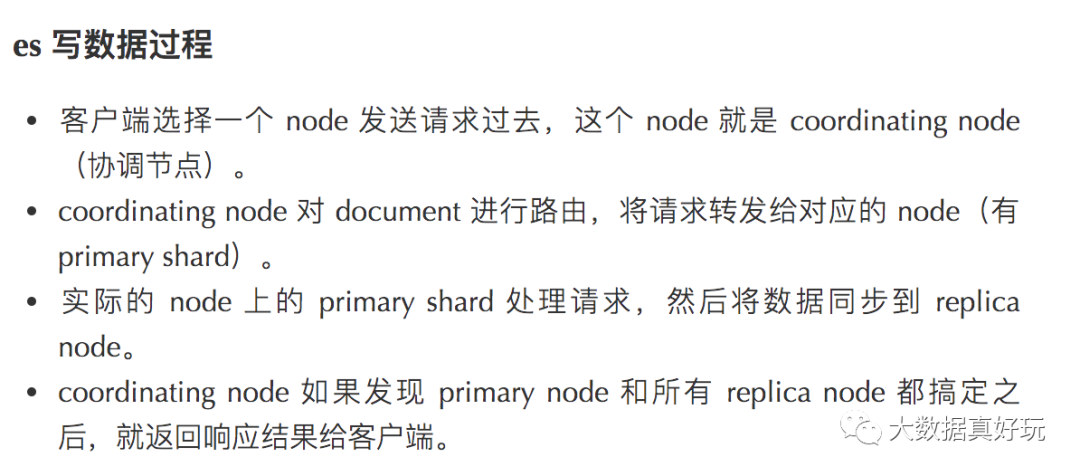 es 写数据过程
• 客户端选择一个 node 发送请求过去，这个 node 就是 coordinating node
（协调节点）。
• coordinating node 对 document 进行路由，将请求转发给对应的 node（有
primary shard）。
• 实际的 node 上的 primary shard 处理请求，然后将数据同步到 replica
node。
• coordinating node 如果发现 primary node 和所有 replica node 都搞定之
后，就返回响应结果给客户端。
大数据真好玩